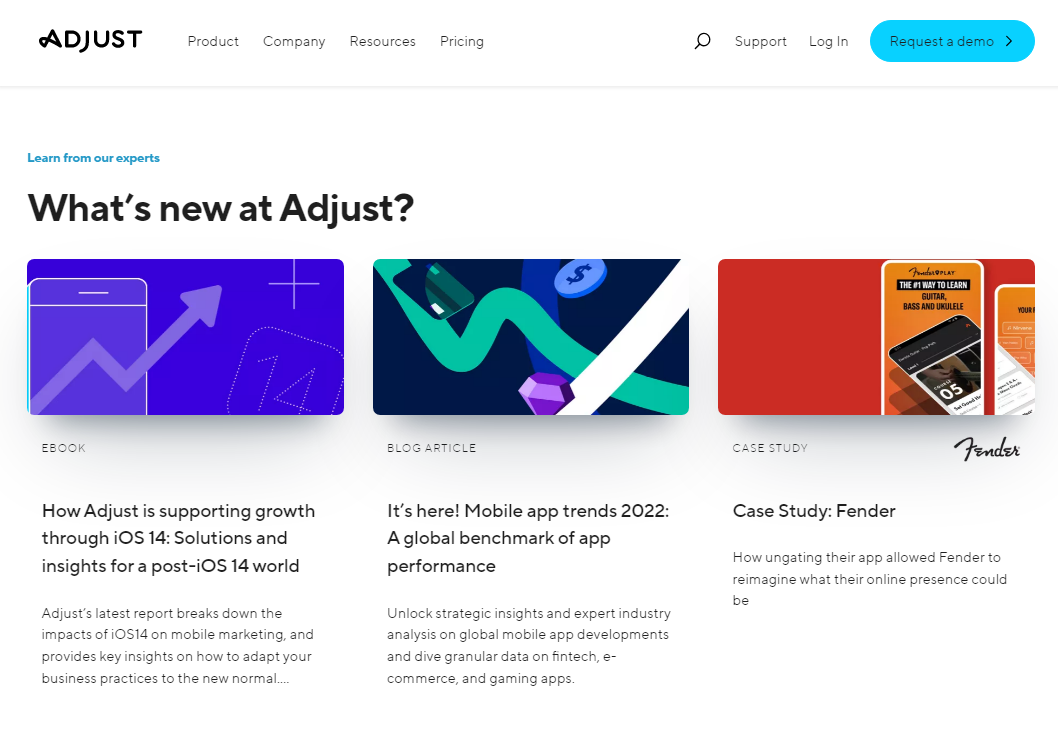 ADJUST
Product
Company
Resources
Pricing
Support
Log In
Request a demo
Learn from our experts
What's new at Adjust?
14
$
Fender PLAY
THE #1 WAY TO LEARN
GUITAR,
BASS AND UKULELE
COURSE
05
YOUR
EBOOK
How Adjust is supporting growth
through iOS 14: Solutions and
insights for a post-iOS 14 world
Adjust's latest report breaks down the
impacts of iOS14 on mobile marketing, and
provides key insights on how to adapt your
business practices to the new normal....
BLOG ARTICLE
It's here! Mobile app trends 2022:
A global benchmark of app
performance
Unlock strategic insights and expert industry
analysis on global mobile app developments
and dive granular data on fintech, e-
commerce, and gaming apps.
CASE STUDY
Fender
Case Study: Fender
How ungating their app allowed Fender to
reimagine what their online presence could
be